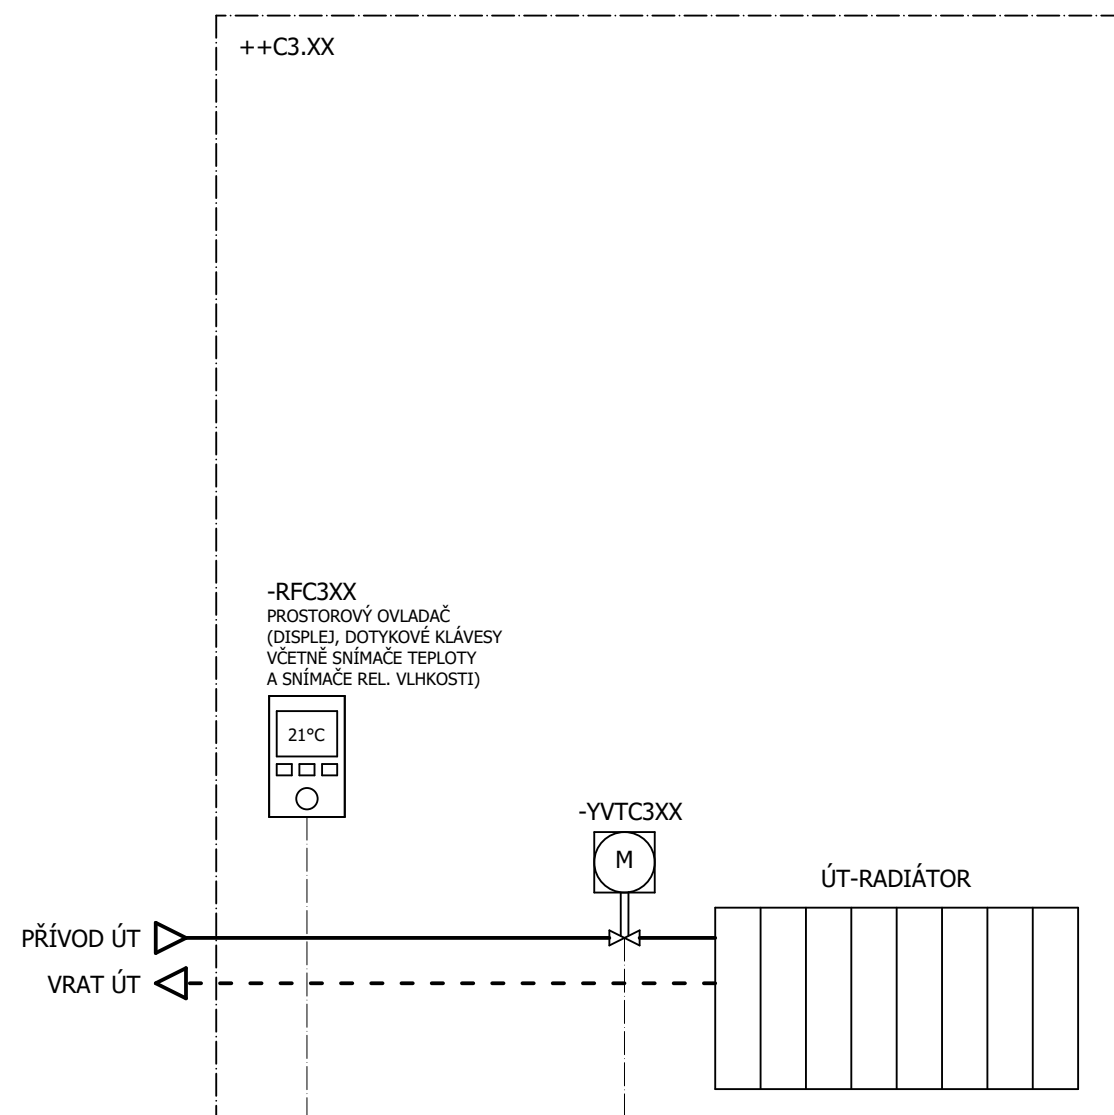 ++C3.XX
-RFC3XX
PROSTOROVÝ OVLADAČ
(DISPLEJ, DOTYKOVÉ KLÁVESY
VČETNĚ SNÍMAČE TEPLOTY
A SNÍMAČE REL. VLHKOSTI)
21°C
-YVTC3XX
M
ÚT-RADIÁTOR
PŘÍVOD ÚT
VRAT ÚT